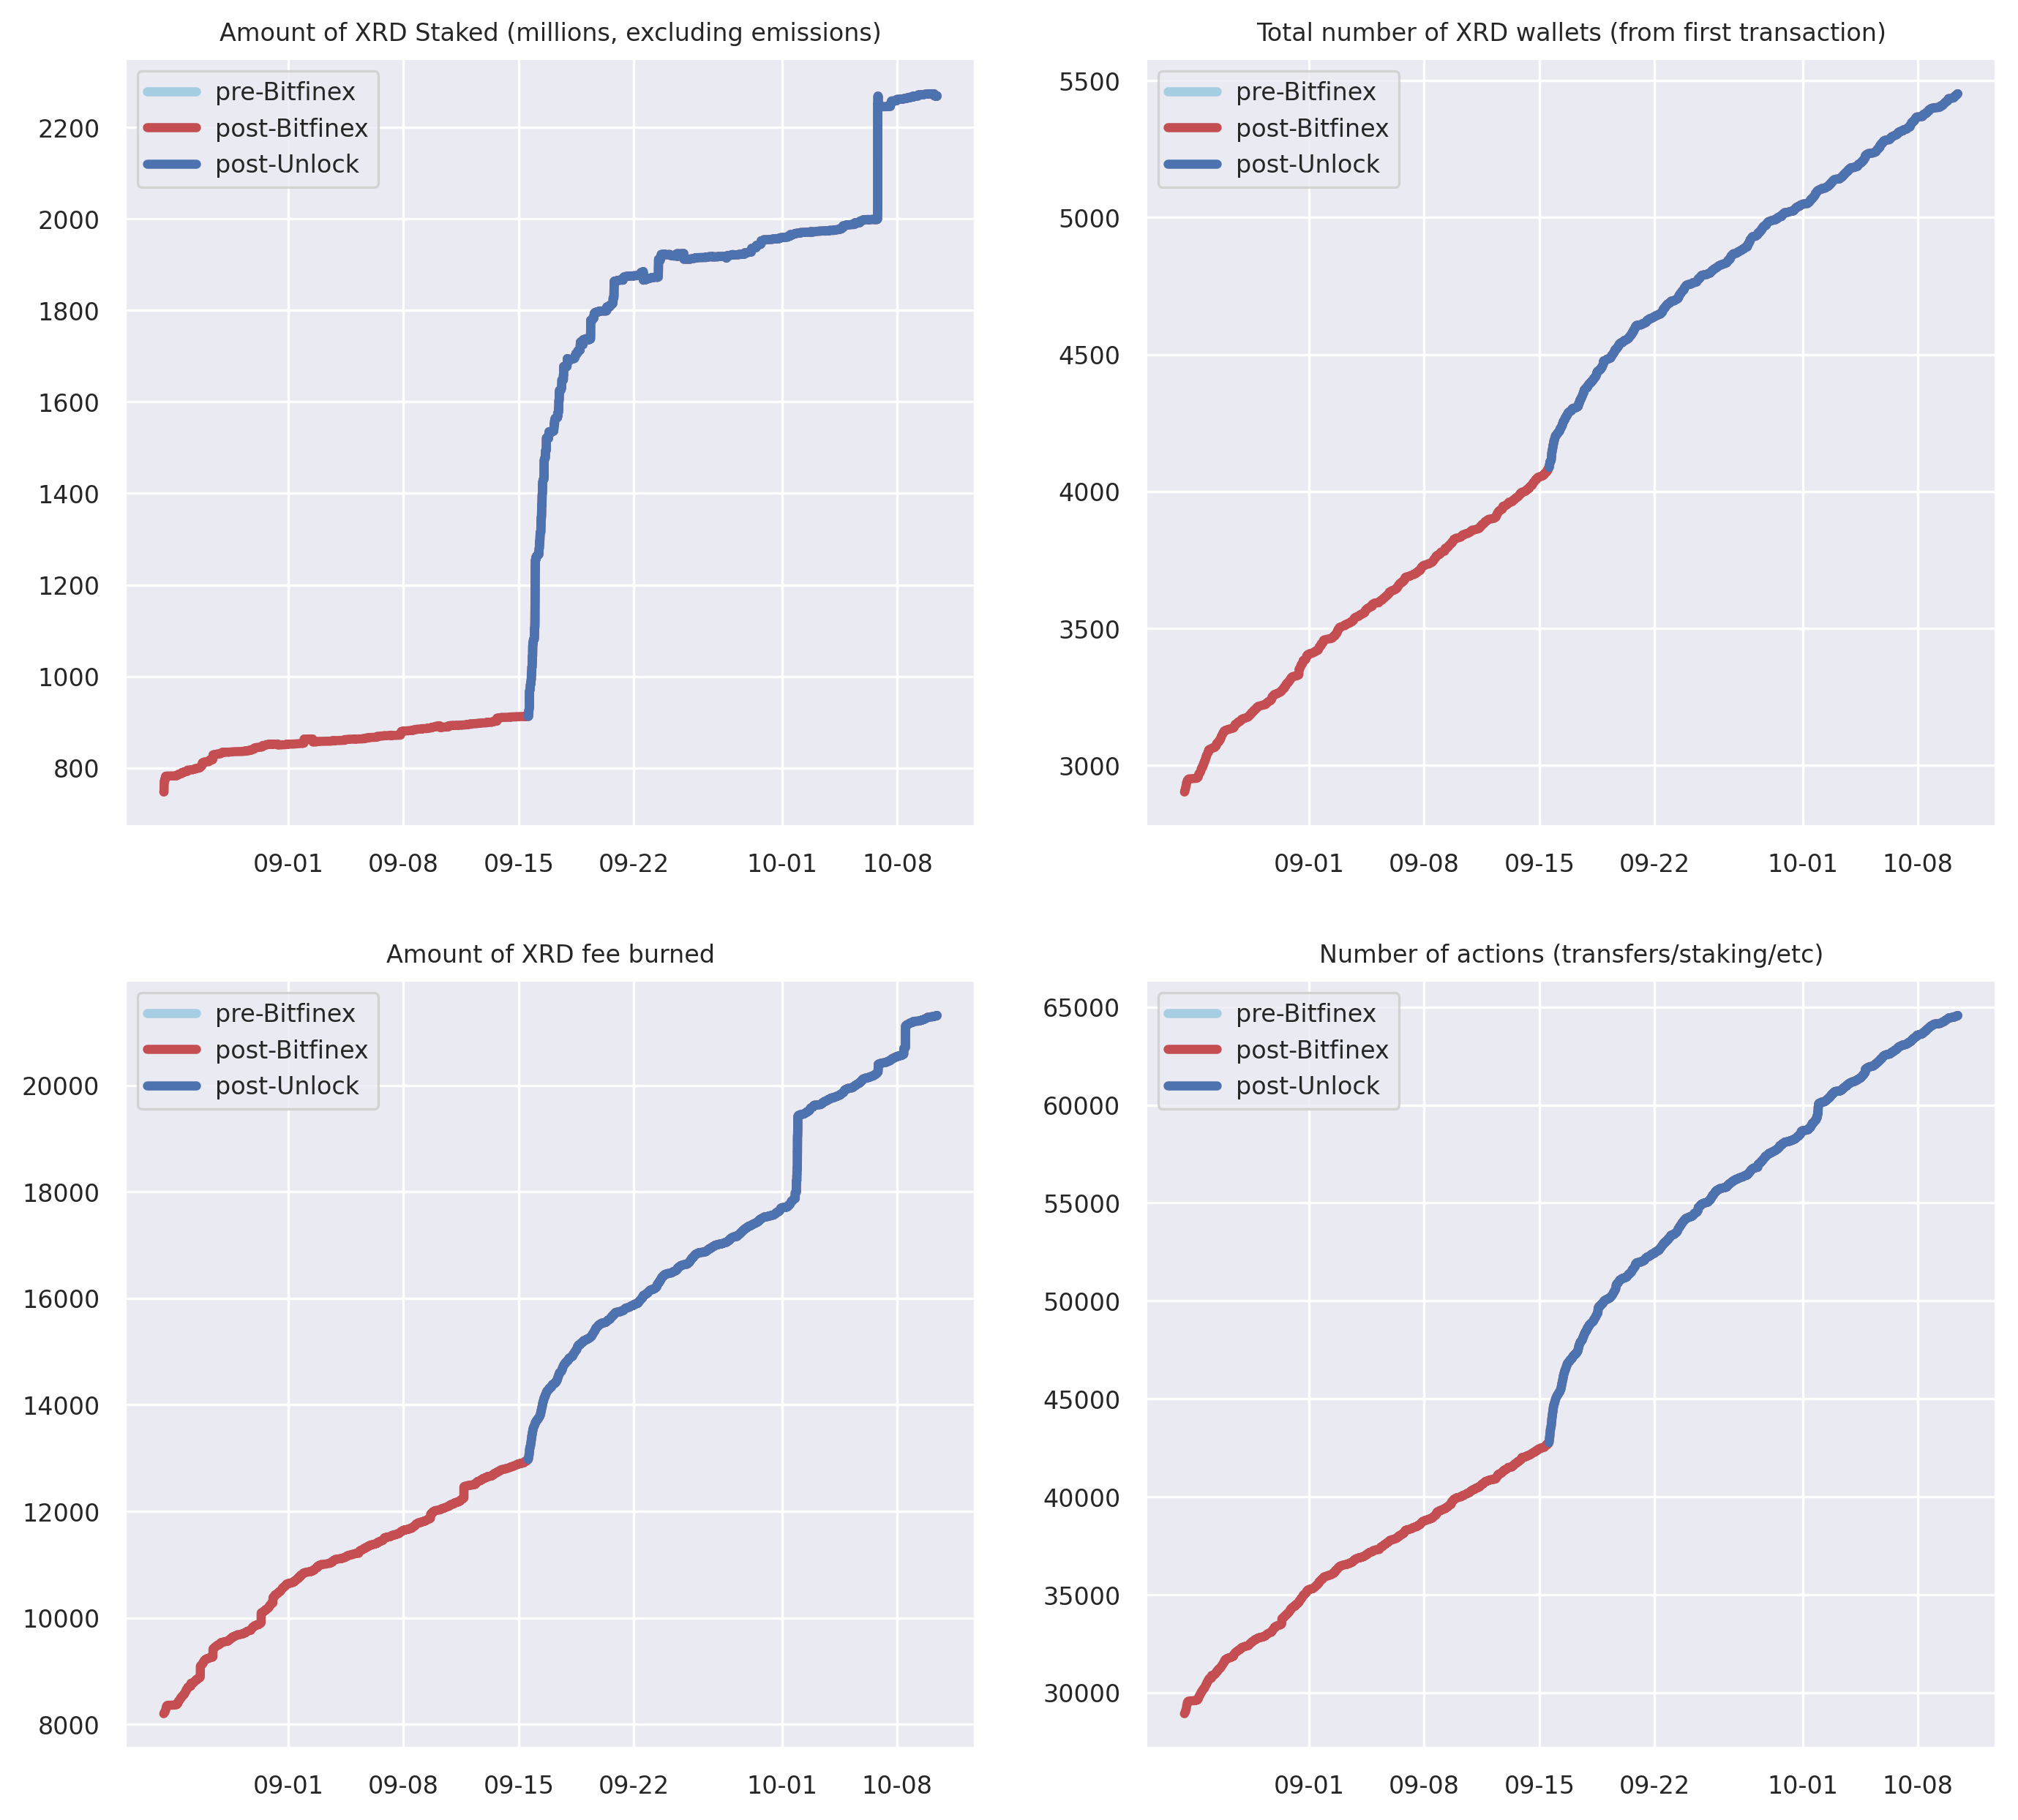 Amount of XRD Staked (millions, excluding emissions)
pre-Bitfinex
post-Bitfinex
post-Unlock
2200
2000
1800
1600
1400
1200
1000
800
09-01 09-08 09-15 09-22 10-01 10-08
Total number of XRD wallets (from first transaction)
pre-Bitfinex
post-Bitfinex
post-Unlock
5500
5000
4500
4000
3500
3000
09-01 09-08 09-15 09-22 10-01 10-08
Amount of XRD fee burned
pre-Bitfinex
post-Bitfinex
post-Unlock
20000
18000
16000
14000
12000
10000
8000
09-01 09-08 09-15 09-22 10-01 10-08
Number of actions (transfers/staking/etc)
pre-Bitfinex
post-Bitfinex
post-Unlock
65000
60000
55000
50000
45000
40000
35000
30000
09-01 09-08 09-15 09-22 10-01 10-08